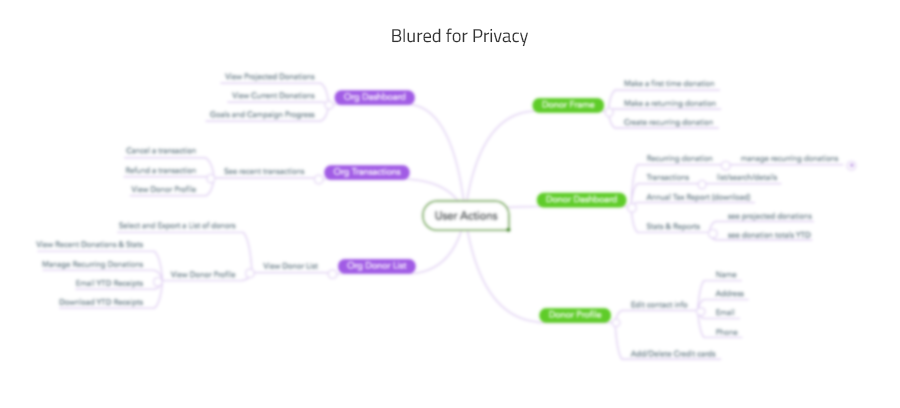 Blured for Privacy
View Projected Donations
View Current Donations
Goals and Campaign Progress
Org Dashboard
Cancel a transaction
Refund a transaction
View Donor Profile
See recent transactions
Org Transactions
Select and Export a List of donors
View Recent Donations & Stats
Manage Recurring Donations
Email YTD Receipts
Download YTD Receipts
View Donor Profile
View Donor List
Org Donor List
User Actions
Donor Frame
Make a first time donation
Make a returning donation
Create recurring donation
Donor Dashboard
Recurring donation
manage recurring donations
Transactions
list/search/details
Annual Tax Report (download)
Stats & Reports
see projected donations
see donation totals YTD
Donor Profile
Edit contact info
Name
Address
Email
Phone
Add/Delete Credit cards